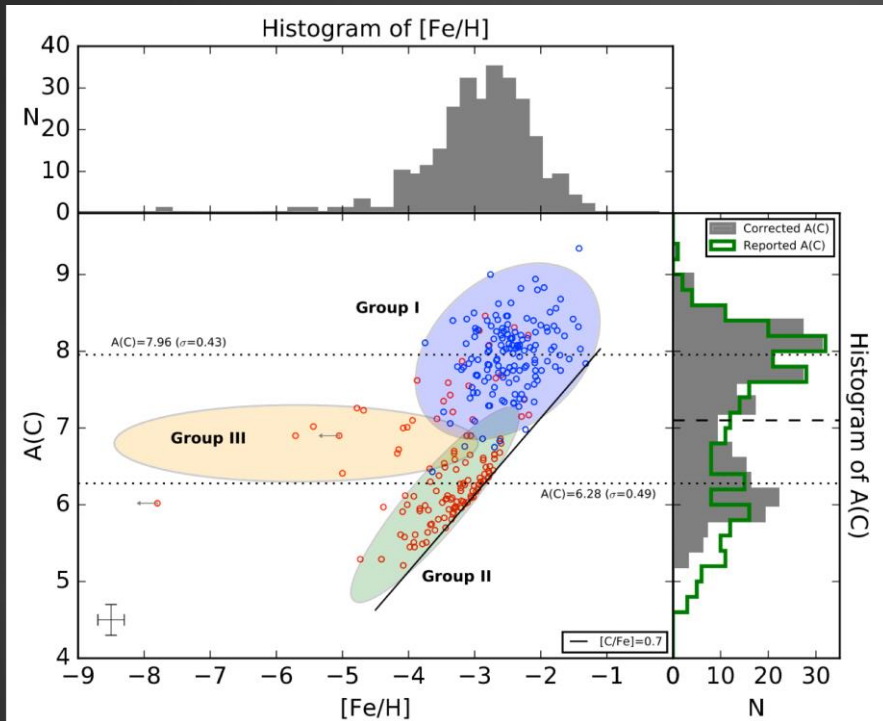 Histogram of [Fe/H]
40
30
N
20
10
0
Corrected A(C)
Reported A(C)
9
Group I
A(C)=7.96 (σ=0.43)
8
7
Group III
A(C)
6
A(C)=6.28 (σ=0.49)
Group II
5
[C/Fe]=0.7
4
−9 −8 −7 −6 −5 −4 −3 −2 −1
[Fe/H]
0 10 20 30
N
Histogram of A(C)